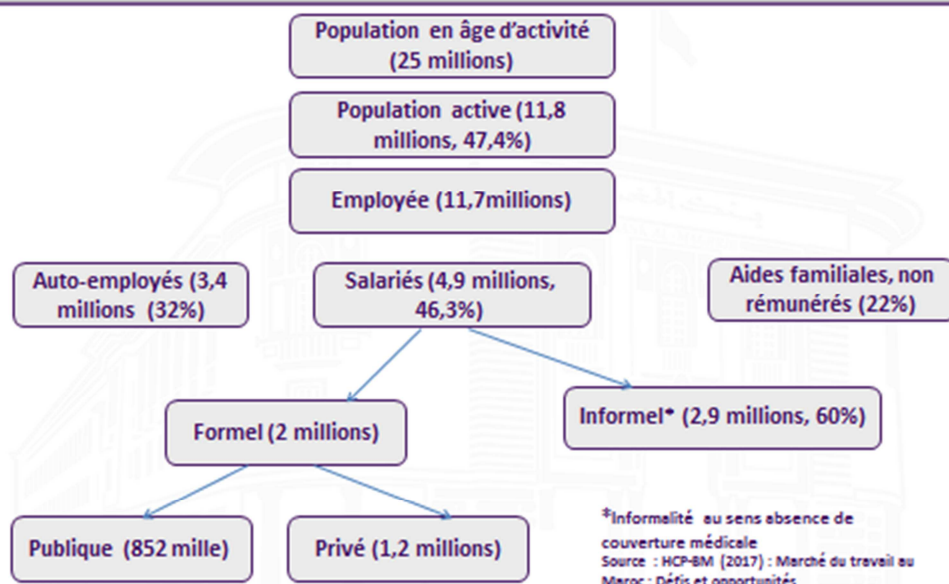 Population en âge d'activité
(25 millions)
Population active (11,8
millions, 47,4%)
Employée (11,7millions)
Auto-employés (3,4
millions (32%)
Salariés (4,9 millions,
46,3%)
Aides familiales, non
rémunérés (22%)
Formel (2 millions)
Informel* (2,9 millions, 60%)
Publique (852 mille)
Privé (1,2 millions)
*Informalité au sens absence de
couverture médicale
Source : HCP-BM (2017) : Marché du travail au
Maroc : Défis et opportunités